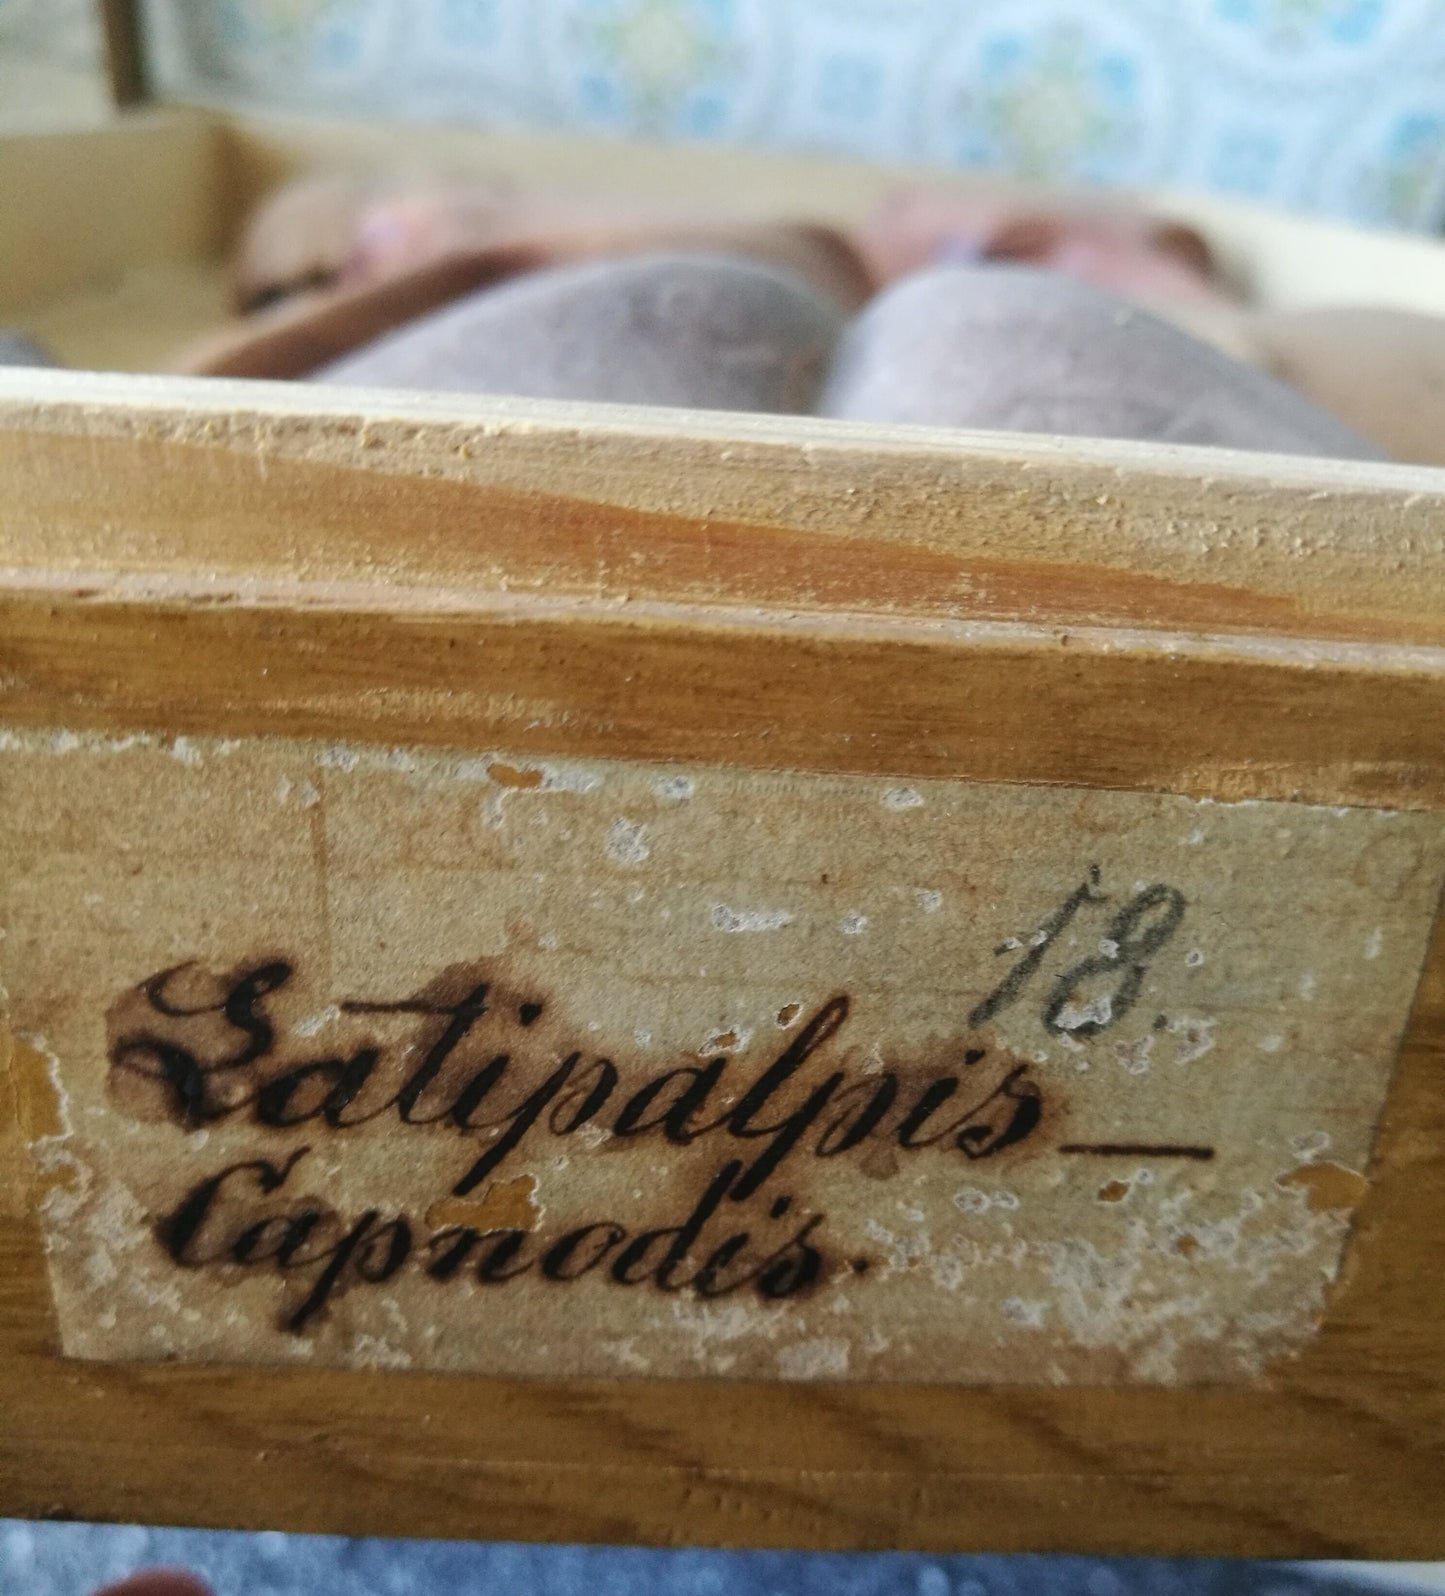 18
Latipalpis —
Capnodis.